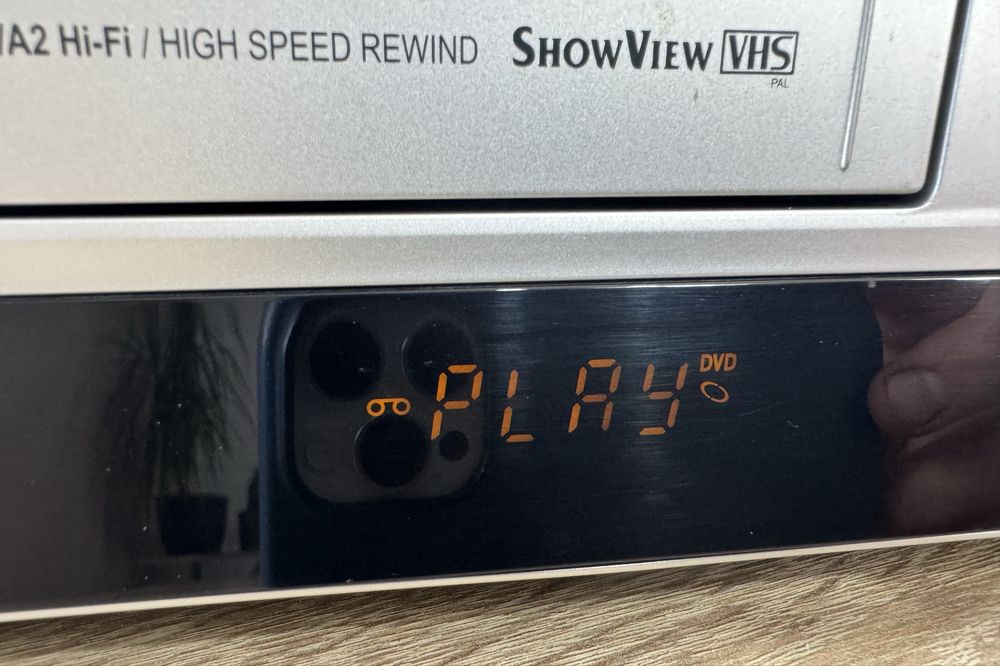 /A2 Hi-Fi / HIGH SPEED REWIND
SHOWVIEW VHS
PAL
DVD
PLAY